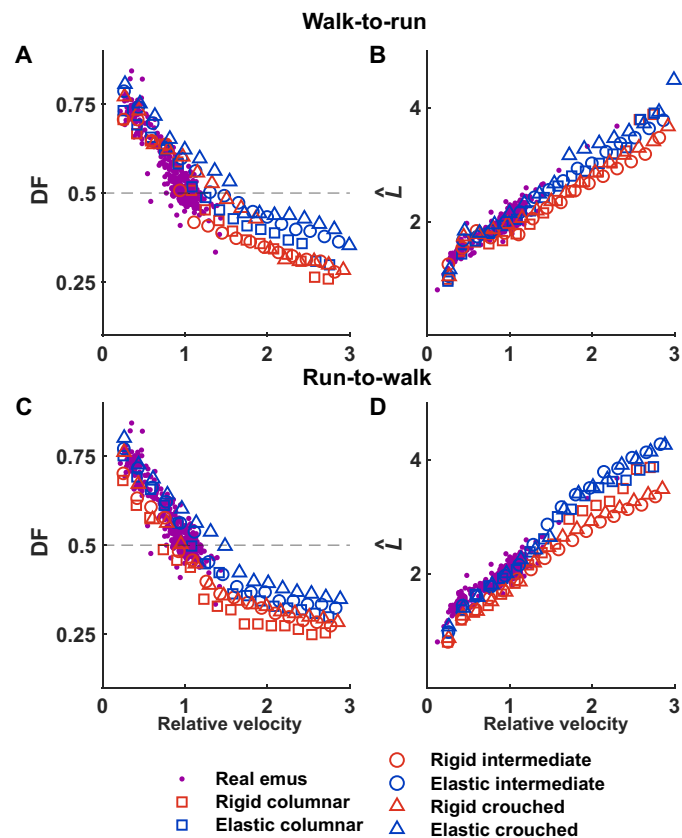 Walk-to-run
A
B
0.75
0.5
0.25
DF
0
1
2
3
4
2
L̂
0
1
2
3
Run-to-walk
C
D
0.75
0.5
0.25
DF
0
1
2
3
Relative velocity
4
2
L̂
0
1
2
3
Relative velocity
Real emus
Rigid columnar
Elastic columnar
Rigid intermediate
Elastic intermediate
Rigid crouched
Elastic crouched